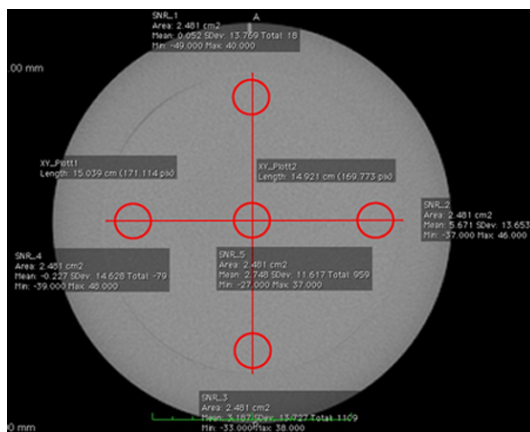 SNR_1
Area: 2.481 cm2
Mean: 0.052 SDev: 13.769 Total: 18
Min: -49.000 Max: 40.000
A
.00 mm
XY_Plott1
Length: 15.039 cm (171.114 pix)
XY_Plott2
Length: 14.921 cm (169.773 pix)
SNR_2
Area: 2.481 cm2
Mean: 5.671 SDev: 13.653
Min: -37.000 Max: 46.000
SNR_4
Area: 2.481 cm2
Mean: -0.227 SDev: 14.628 Total: -79
Min: -39.000 Max: 48.000
SNR_5
Area: 2.481 cm2
Mean: 2.748 SDev: 11.617 Total: 959
Min: -27.000 Max: 37.000
SNR_3
Area: 2.481 cm2
Mean: 3.187 SDev: 13.727 Total: 1109
Min: -33.000 Max: 38.000
0 mm